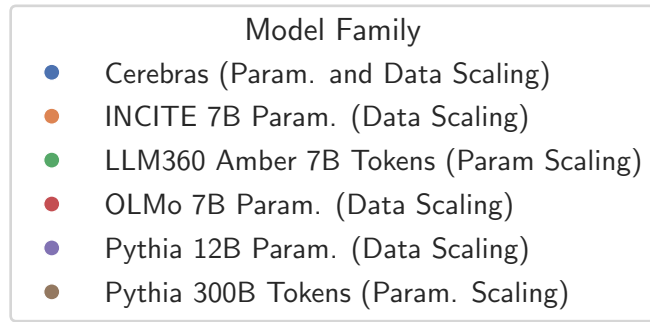 Model Family
Cerebras (Param. and Data Scaling)
INCITE 7B Param. (Data Scaling)
LLM360 Amber 7B Tokens (Param Scaling)
OLMo 7B Param. (Data Scaling)
Pythia 12B Param. (Data Scaling)
Pythia 300B Tokens (Param. Scaling)